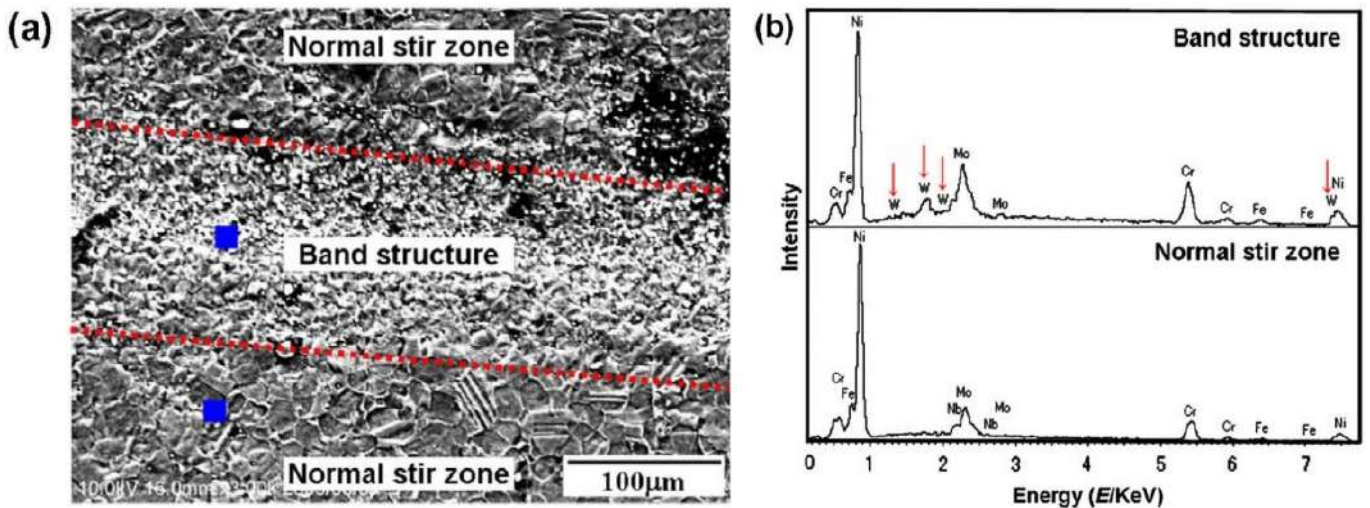 (a)
Normal stir zone
Band structure
Normal stir zone
100μm
(b)
Band structure
Ni
Cr
Fe
W
W
W
Mo
Mo
Cr
Cr
Fe
Fe
Ni
W
Normal stir zone
Ni
Cr
Fe
Nb
Mo
Mo
Nb
Cr
Cr
Fe
Fe
Ni
Intensity
0 1 2 3 4 5 6 7
Energy (E/KeV)